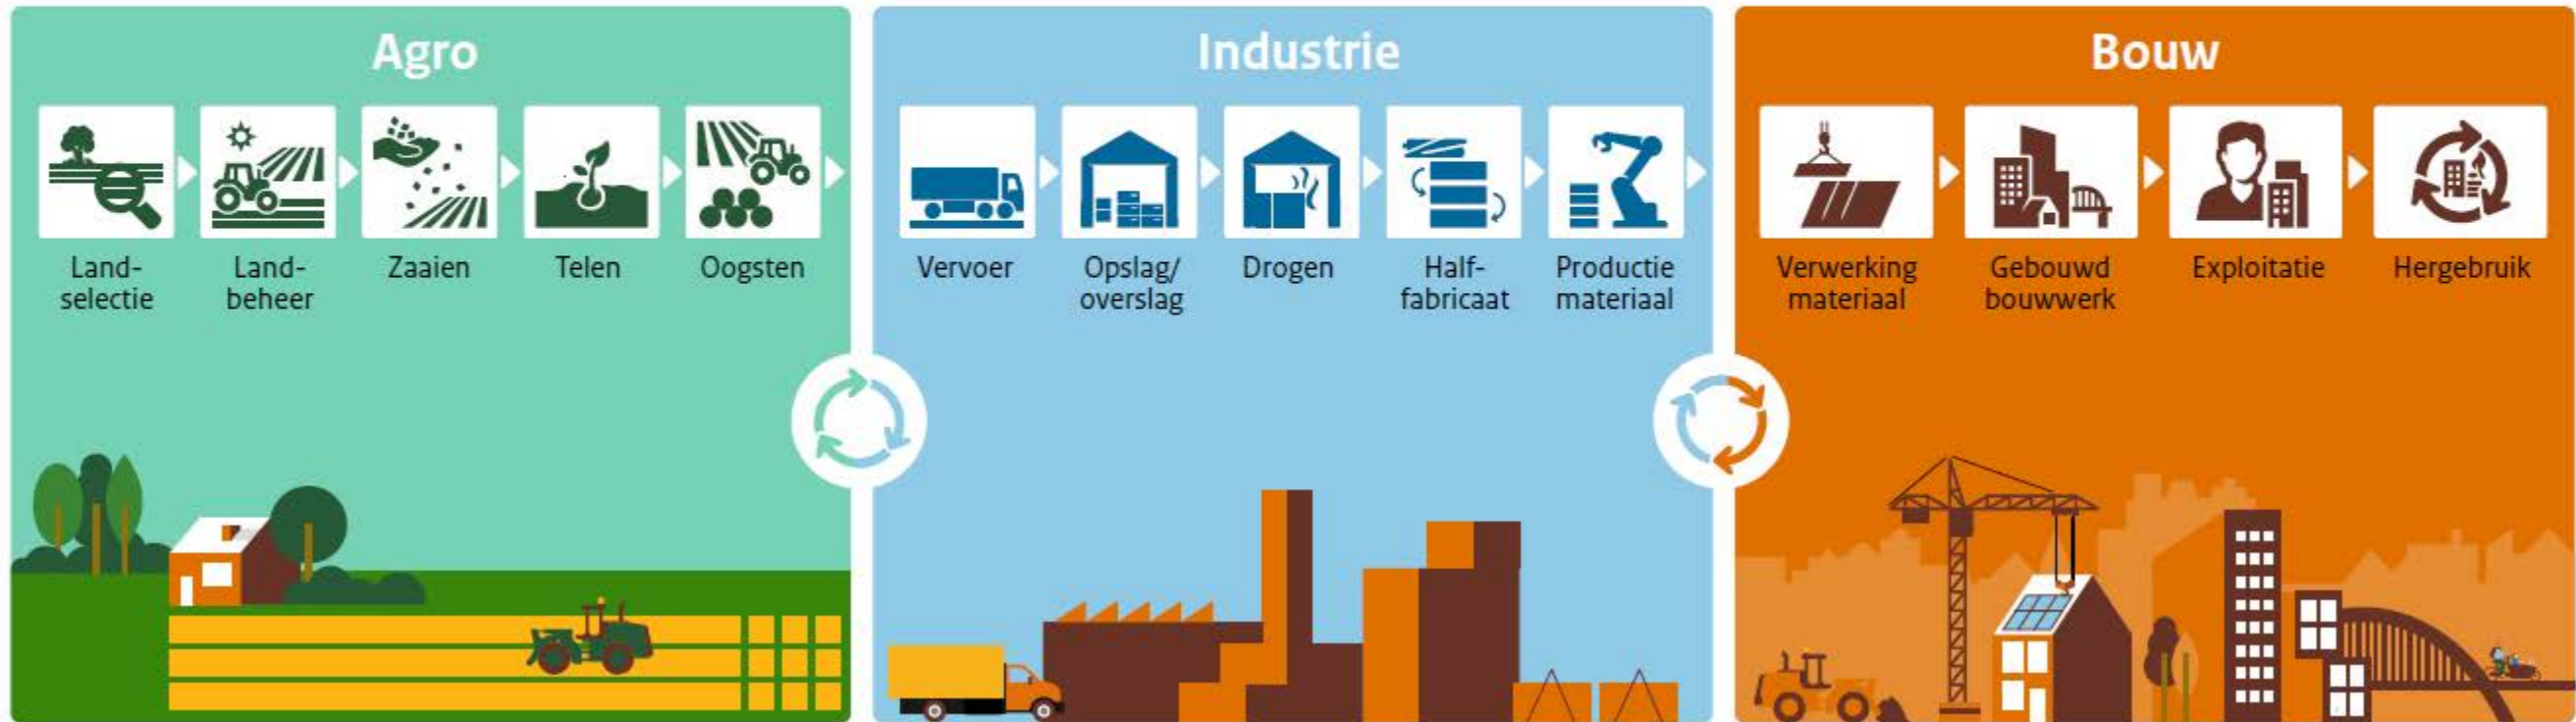 Agro
Land-
selectie
Land-
beheer
Zaaien
Telen
Oogsten
Industrie
Vervoer
Opslag/
overslag
Drogen
Half-
fabricaat
Productie
materiaal
Bouw
Verwerking
materiaal
Gebouwd
bouwwerk
Exploitatie
Hergebruik